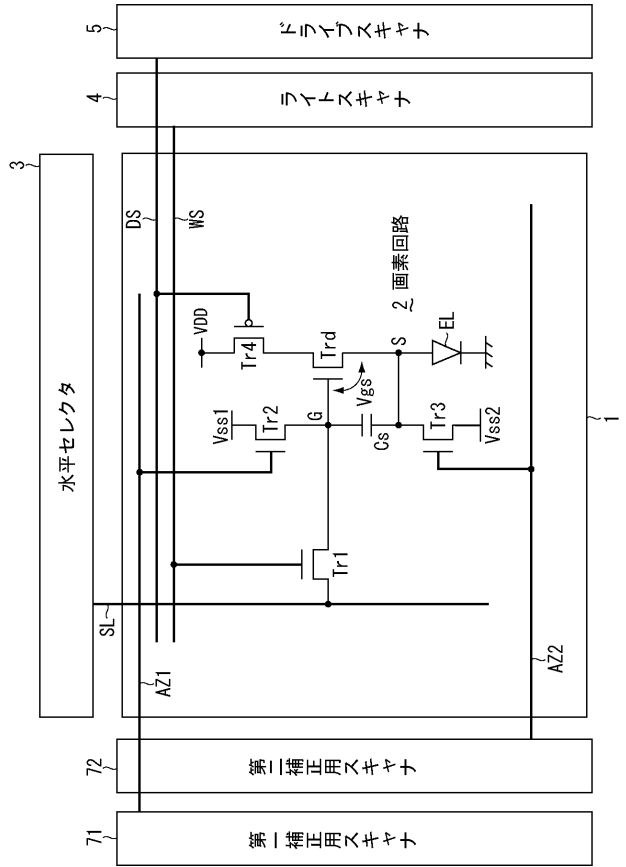 5
ドライブスキャナ
4
ライトスキャナ
3
水平セレクタ
DS
WS
2 画素回路
VDD
Tr4
Trd
S
EL
Vss1
Tr2
G
Vgs
Cs
Tr3
Vss2
Tr1
SL
AZ1
AZ2
1
72
第二補正用スキャナ
71
第一補正用スキャナ